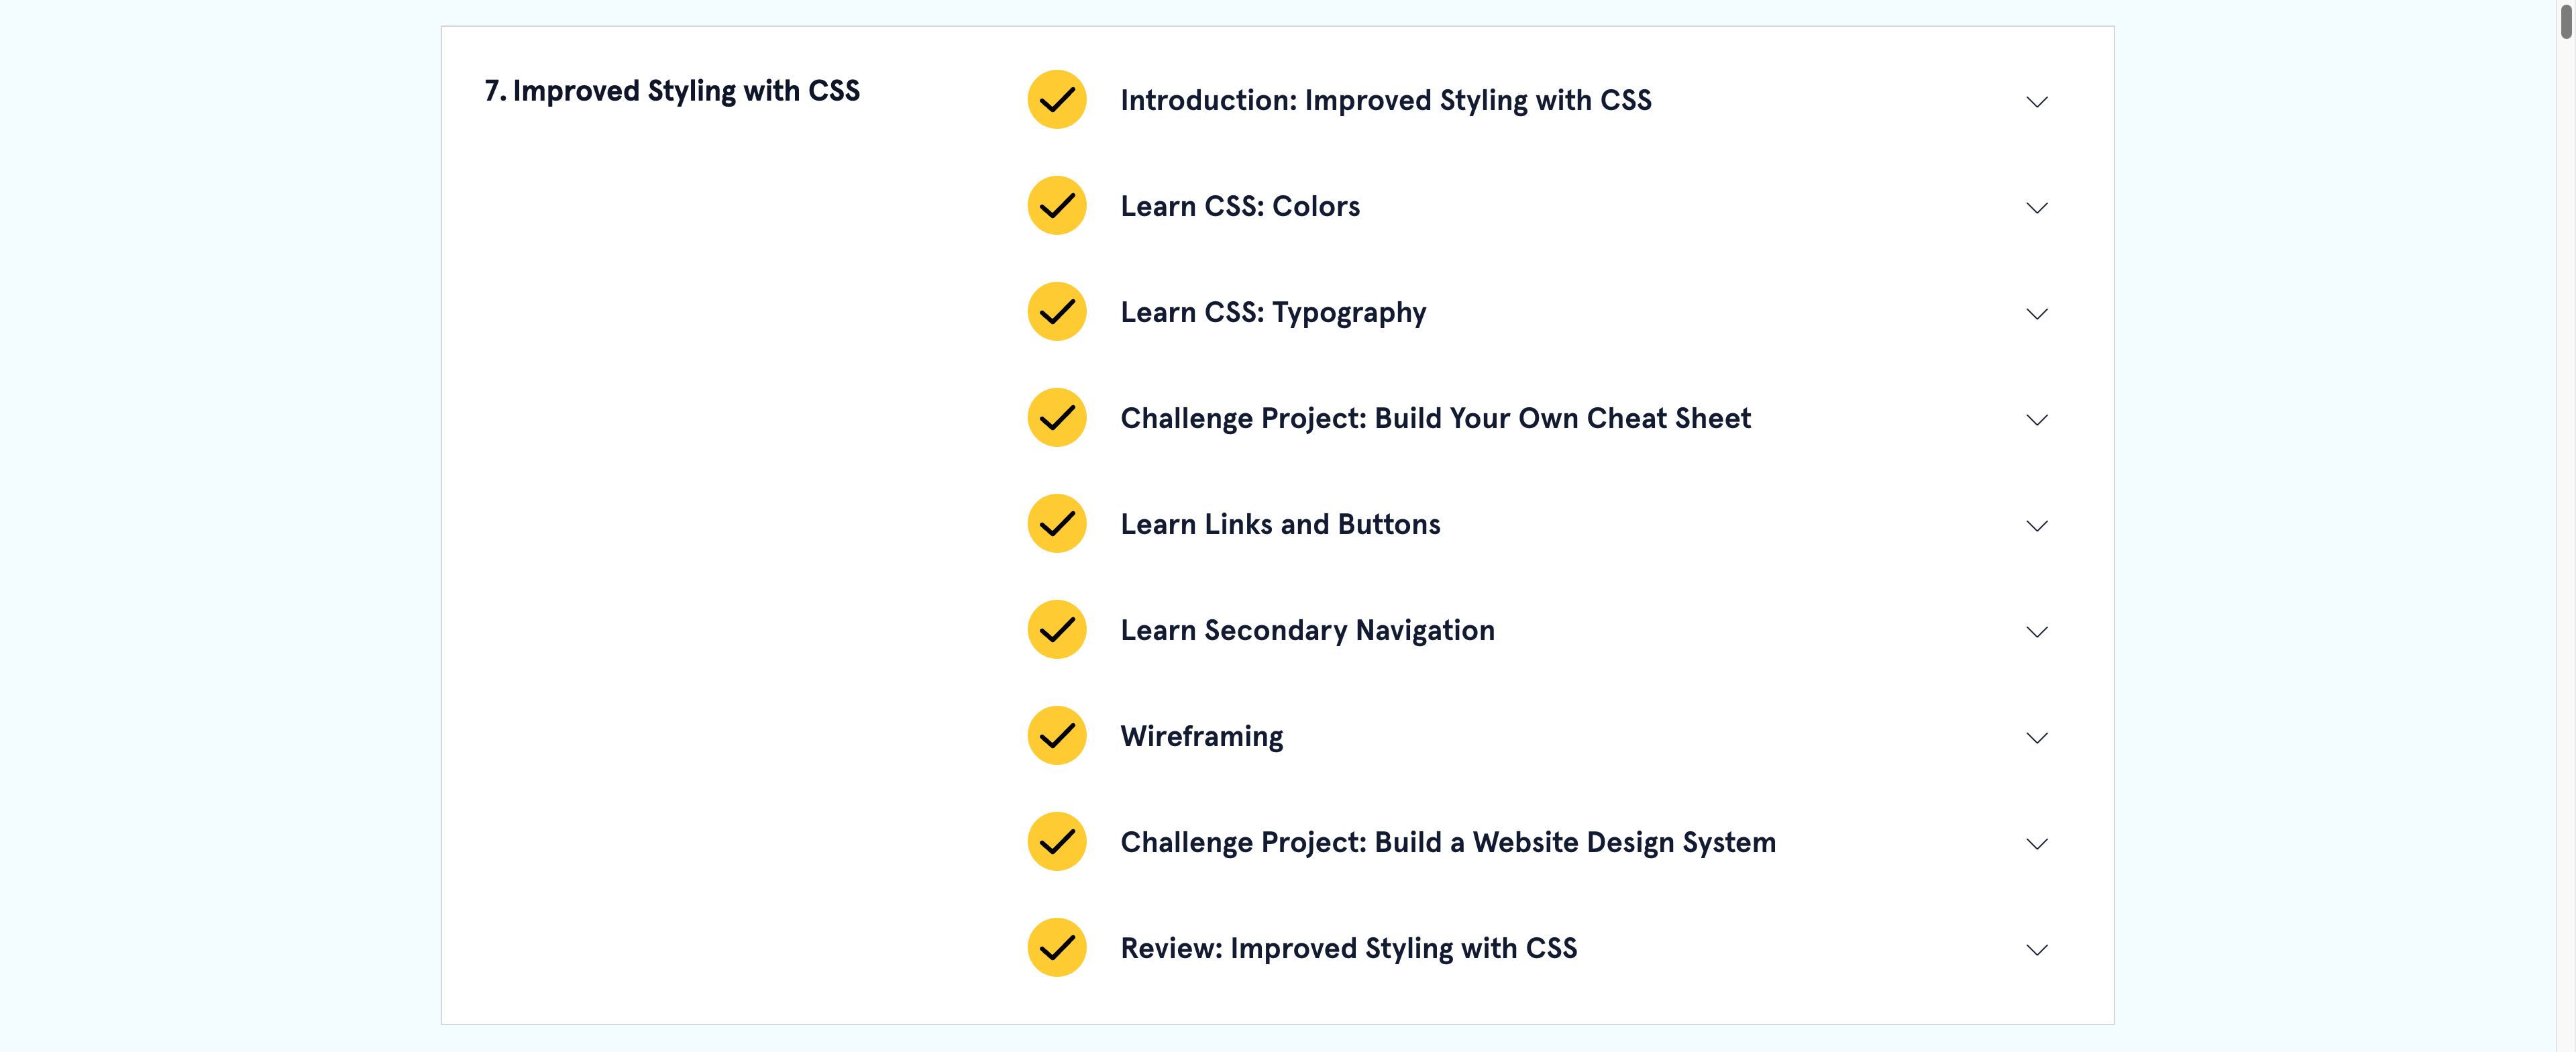 7. Improved Styling with CSS
Introduction: Improved Styling with CSS
Learn CSS: Colors
Learn CSS: Typography
Challenge Project: Build Your Own Cheat Sheet
Learn Links and Buttons
Learn Secondary Navigation
Wireframing
Challenge Project: Build a Website Design System
Review: Improved Styling with CSS